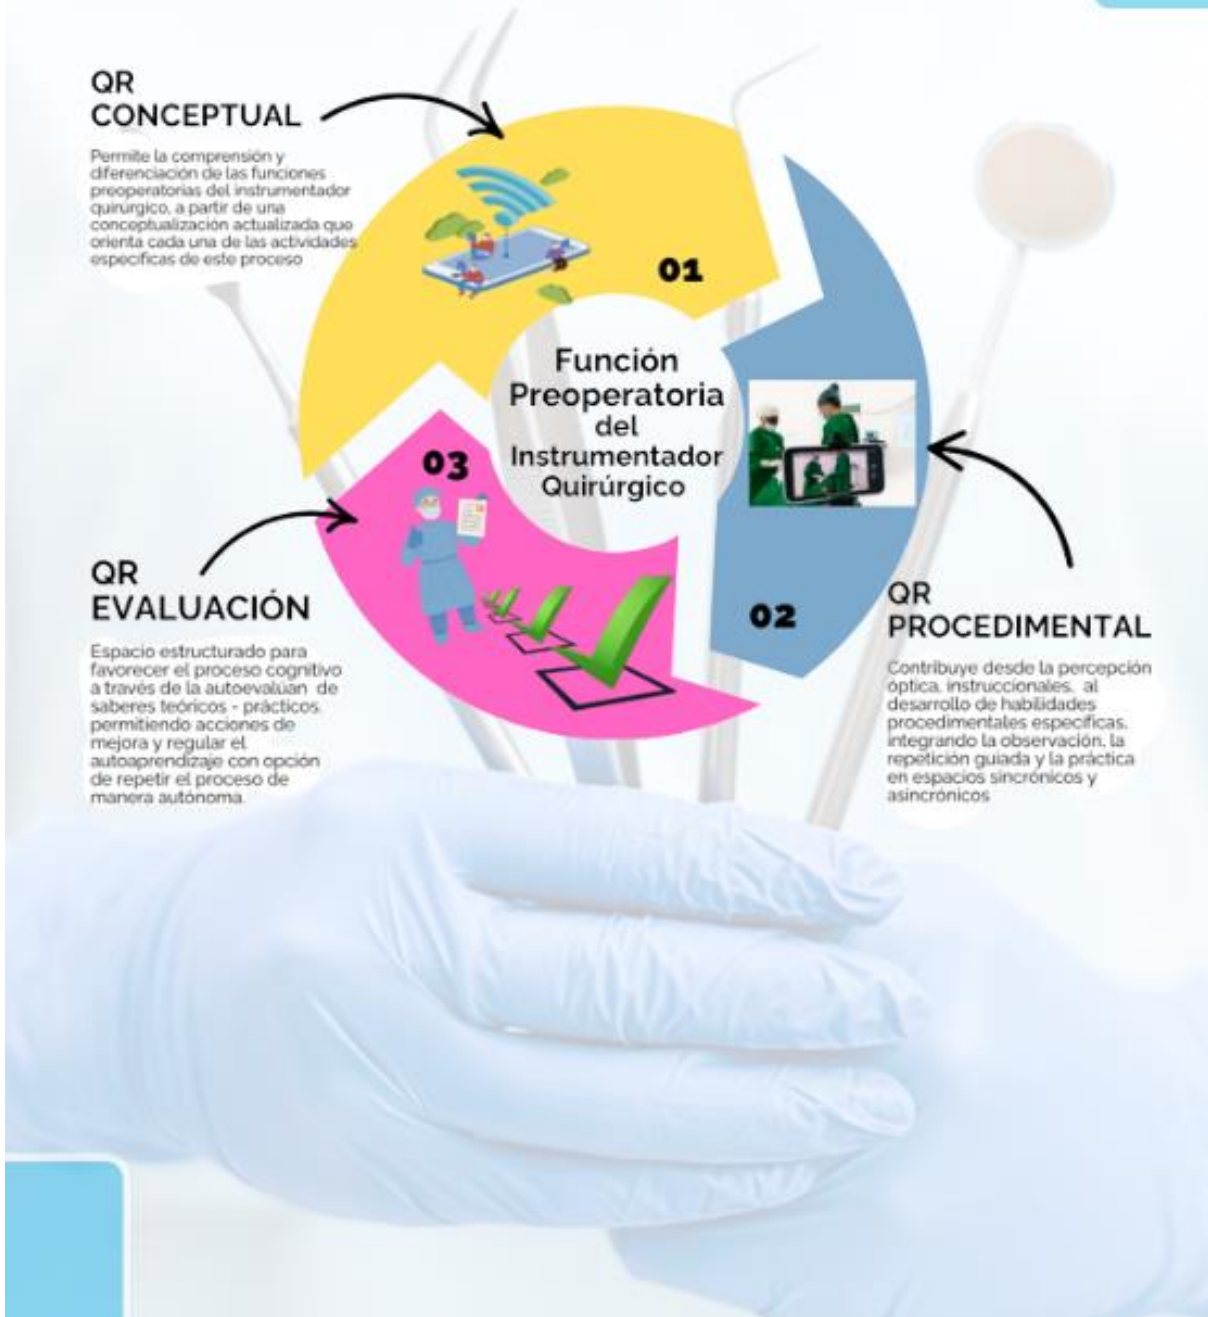 QR
CONCEPTUAL
Permite la comprensión y
diferenciación de las funciones
preoperatorias del instrumentador
quirúrgico, a partir de una
conceptualización actualizada que
orienta cada una de las actividades
especificas de este proceso
01
Función
Preoperatoria
del
Instrumentador
Quirúrgico
03
02
QR
EVALUACIÓN
Espacio estructurado para
favorecer el proceso cognitivo
a través de la autoevalúan de
saberes teóricos - prácticos,
permitiendo acciones de
mejora y regular el
autoaprendizaje con opción
de repetir el proceso de
manera autónoma.
QR
PROCEDIMENTAL
Contribuye desde la percepción
óptica, instruccionales, al
desarrollo de habilidades
procedimentales especificas,
integrando la observación, la
repetición guiada y la práctica
en espacios sincrónicos y
asincrónicos